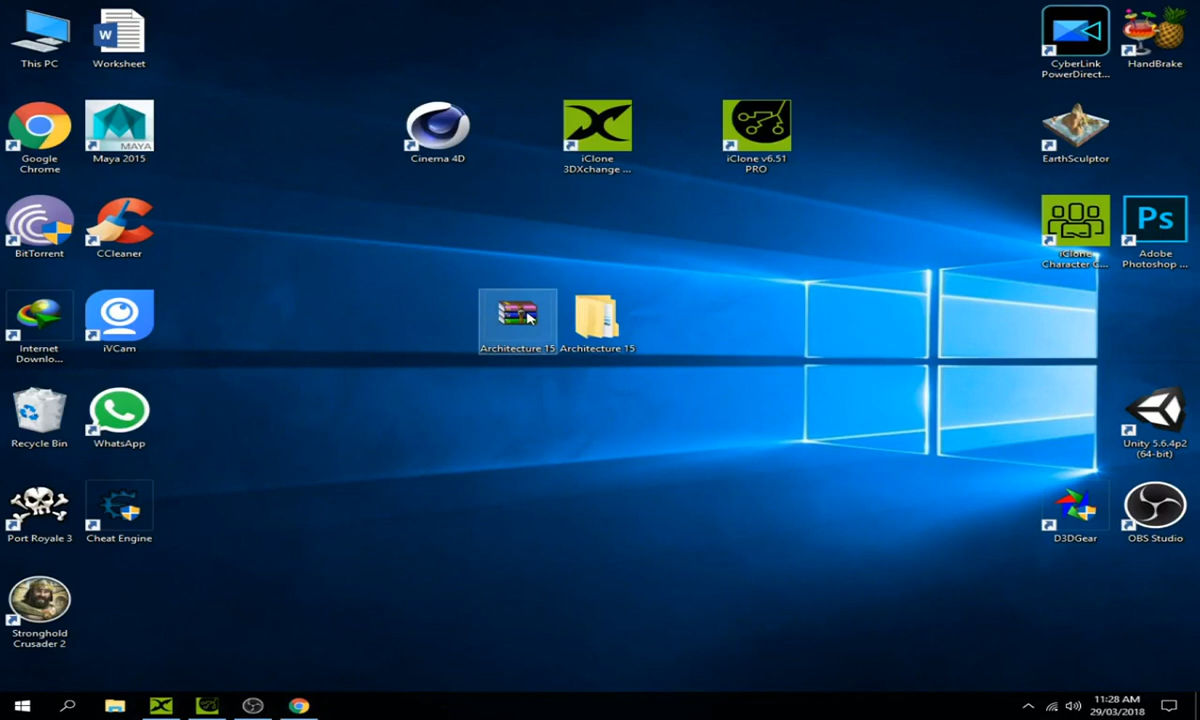 This PC
Worksheet
CyberLink
PowerDirect...
HandBrake
Google
Chrome
MAYA
Maya 2015
Cinema 4D
iClone
3DXchange ...
iClone v6.51
PRO
EarthSculptor
BitTorrent
CCleaner
iClone
Character C...
Ps
Adobe
Photoshop ...
Internet
Downlo...
iVCam
Architecture 15
Architecture 15
Recycle Bin
WhatsApp
Unity 5.6.4p2
(64-bit)
Port Royale 3
Cheat Engine
D3DGear
OBS Studio
Stronghold
Crusader 2
11:28 AM
29/03/2018